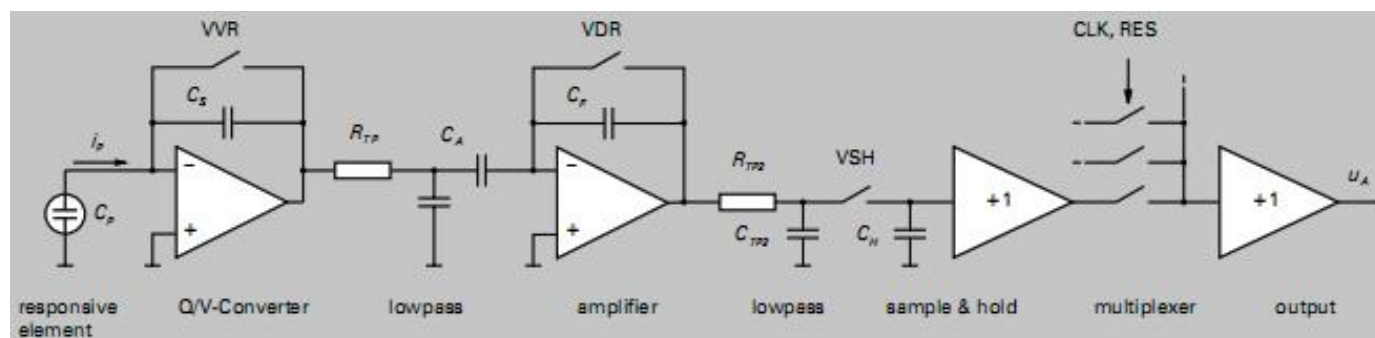 VVR
VDR
CLK, RES
C_S
C_F
i_P
R_TP
C_A
R_TP2
VSH
u_A
−
−
+1
+1
C_P
+
+
C_TP2
C_H
responsive element
Q/V-Converter
lowpass
amplifier
lowpass
sample & hold
multiplexer
output